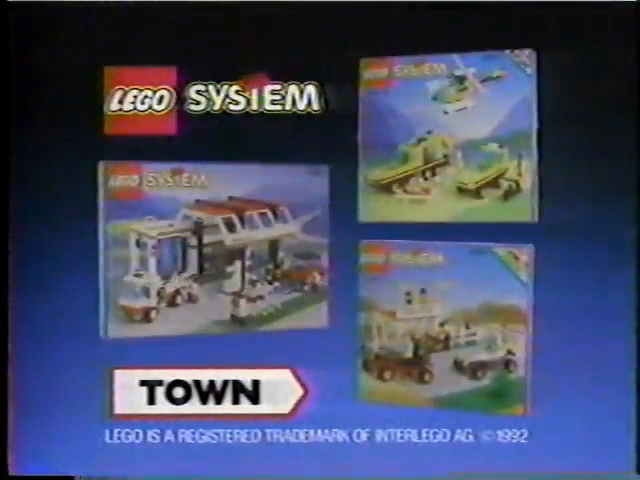 LEGO SYSTEM
LEGO SYSTEM
LEGO SYSTEM
LEGO SYSTEM
TOWN
LEGO IS A REGISTERED TRADEMARK OF INTERLEGO AG. ©1992